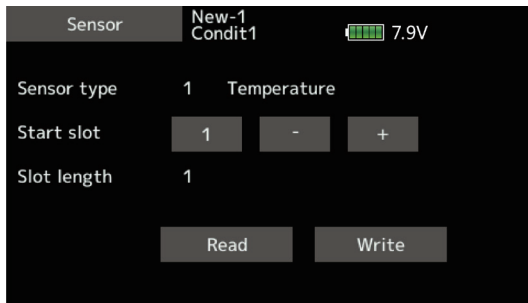 Sensor
New-1
Condit1
7.9V
Sensor type 1 Temperature
Start slot 1 - +
Slot length 1
Read Write